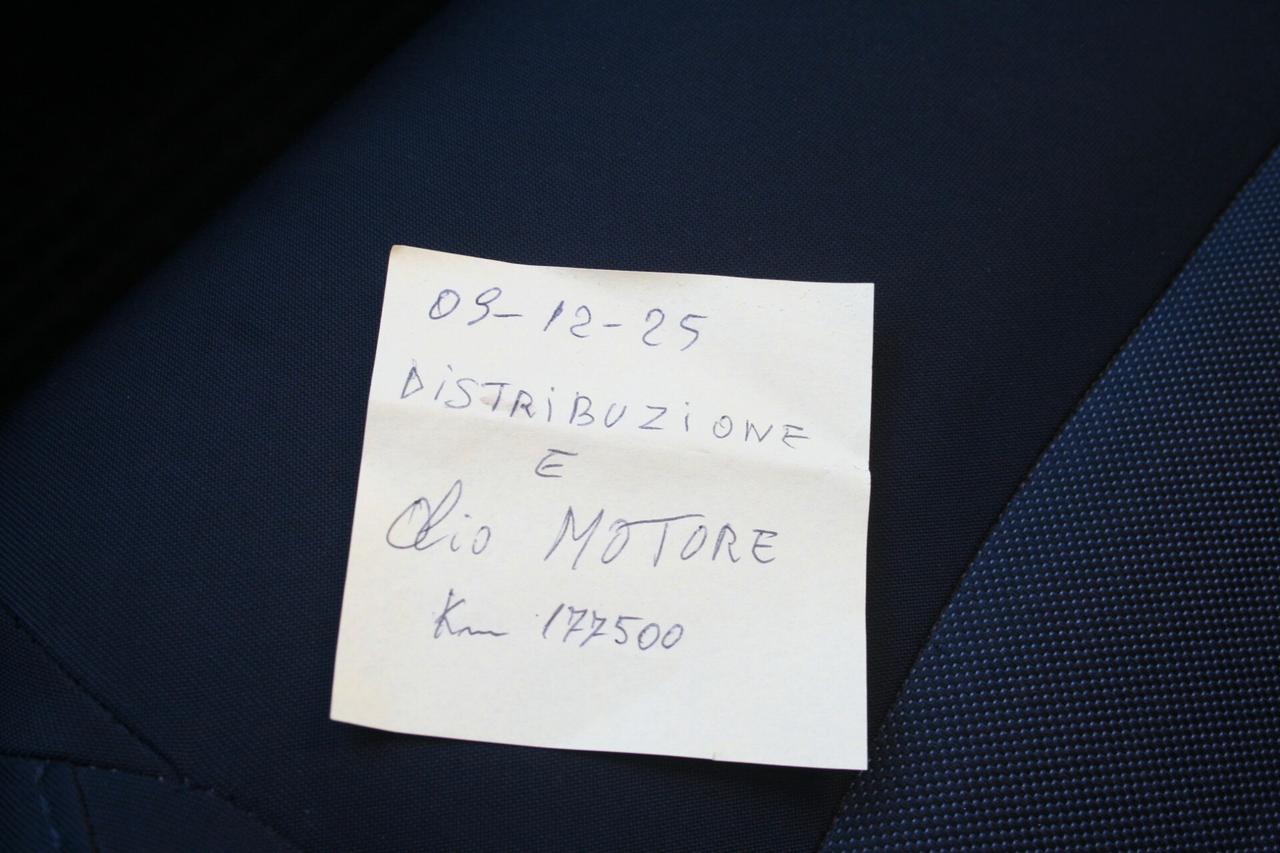 09-12-25
DiSTRiBUZiONE
E
Olio MOTORE
Km 177500